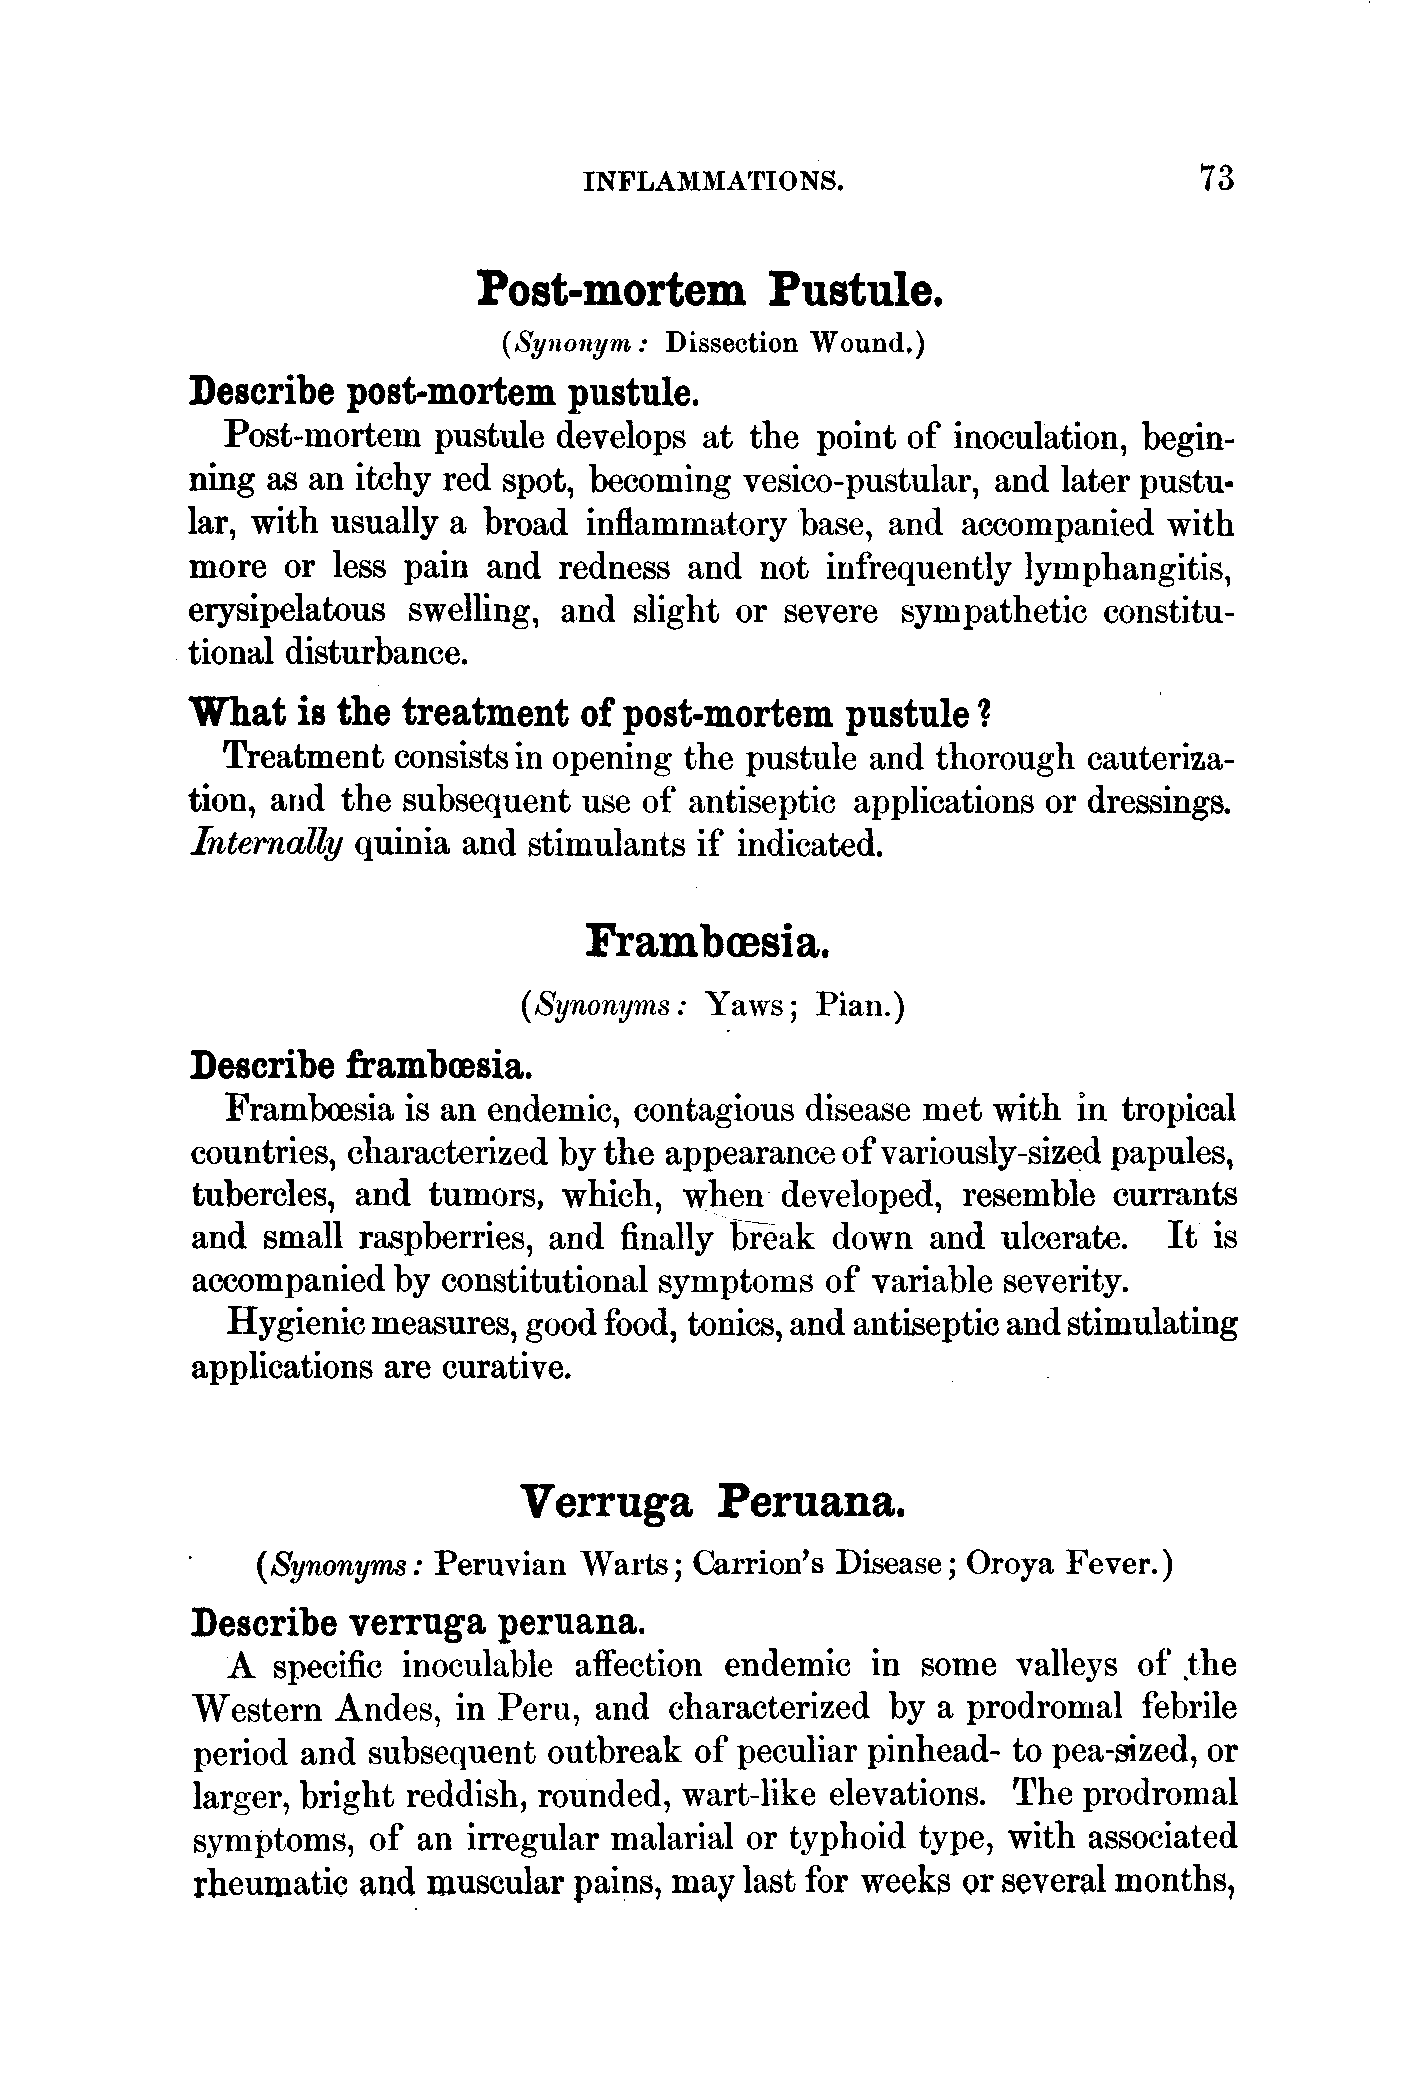 INFLAMMATIONS. 73
Post-mortem Pustule.
(Synonym: Dissection Wound.)
Describe post-mortem pustule.
Post-mortem pustule develops at the point of inoculation, begin-
ning as an itchy red spot, becoming vesico-pustular, and later pustu-
lar, with usually a broad inflammatory base, and accompanied with
more or less pain and redness and not infrequently lymphangitis,
erysipelatous swelling, and slight or severe sympathetic constitu-
tional disturbance.
What is the treatment of post-mortem pustule?
Treatment consists in opening the pustule and thorough cauteriza-
tion, and the subsequent use of antiseptic applications or dressings.
Internally quinia and stimulants if indicated.
Frambœsia.
(Synonyms: Yaws; Pian.)
Describe frambœsia.
Frambœsia is an endemic, contagious disease met with in tropical
countries, characterized by the appearance of variously-sized papules,
tubercles, and tumors, which, when developed, resemble currants
and small raspberries, and finally break down and ulcerate. It is
accompanied by constitutional symptoms of variable severity.
Hygienic measures, good food, tonics, and antiseptic and stimulating
applications are curative.
Verruga Peruana.
(Synonyms: Peruvian Warts; Carrion's Disease; Oroya Fever.)
Describe verruga peruana.
A specific inoculable affection endemic in some valleys of the
Western Andes, in Peru, and characterized by a prodromal febrile
period and subsequent outbreak of peculiar pinhead- to pea-sized, or
larger, bright reddish, rounded, wart-like elevations. The prodromal
symptoms, of an irregular malarial or typhoid type, with associated
rheumatic and muscular pains, may last for weeks or several months,